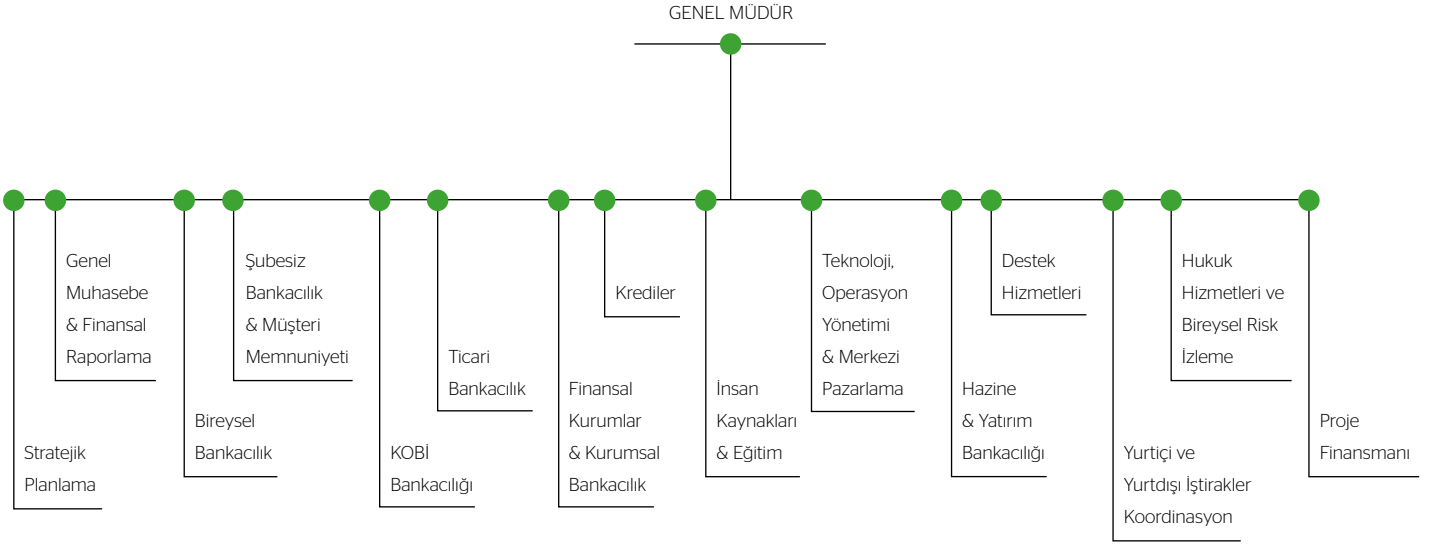 GENEL MÜDÜR
Stratejik
Planlama
Genel
Muhasebe
& Finansal
Raporlama
Bireysel
Bankacılık
Şubesiz
Bankacılık
& Müşteri
Memnuniyeti
KOBİ
Bankacılığı
Ticari
Bankacılık
Finansal
Kurumlar
& Kurumsal
Bankacılık
Krediler
İnsan
Kaynakları
& Eğitim
Teknoloji,
Operasyon
Yönetimi
& Merkezi
Pazarlama
Hazine
& Yatırım
Bankacılığı
Destek
Hizmetleri
Yurtiçi ve
Yurtdışı İştirakler
Koordinasyon
Hukuk
Hizmetleri ve
Bireysel Risk
İzleme
Proje
Finansmanı